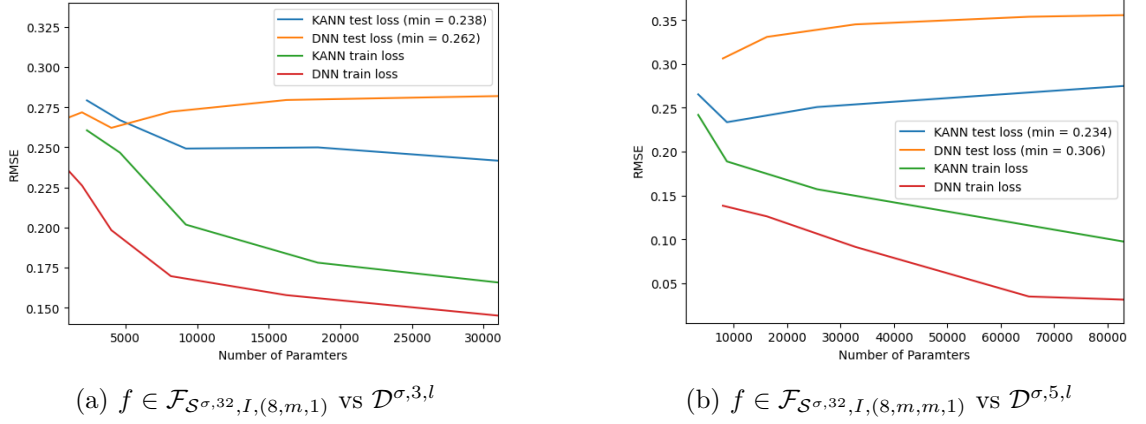 0.325
0.300
0.275
0.250
0.225
0.200
0.175
0.150
RMSE
KANN test loss (min = 0.238)
DNN test loss (min = 0.262)
KANN train loss
DNN train loss
5000 10000 15000 20000 25000 30000
Number of Paramters
(a) f ∈ 𝓕_{𝒮^{σ,32},I,(8,m,1)} vs 𝒟^{σ,3,l}
0.35
0.30
0.25
0.20
0.15
0.10
0.05
RMSE
KANN test loss (min = 0.234)
DNN test loss (min = 0.306)
KANN train loss
DNN train loss
10000 20000 30000 40000 50000 60000 70000 80000
Number of Paramters
(b) f ∈ 𝓕_{𝒮^{σ,32},I,(8,m,m,1)} vs 𝒟^{σ,5,l}